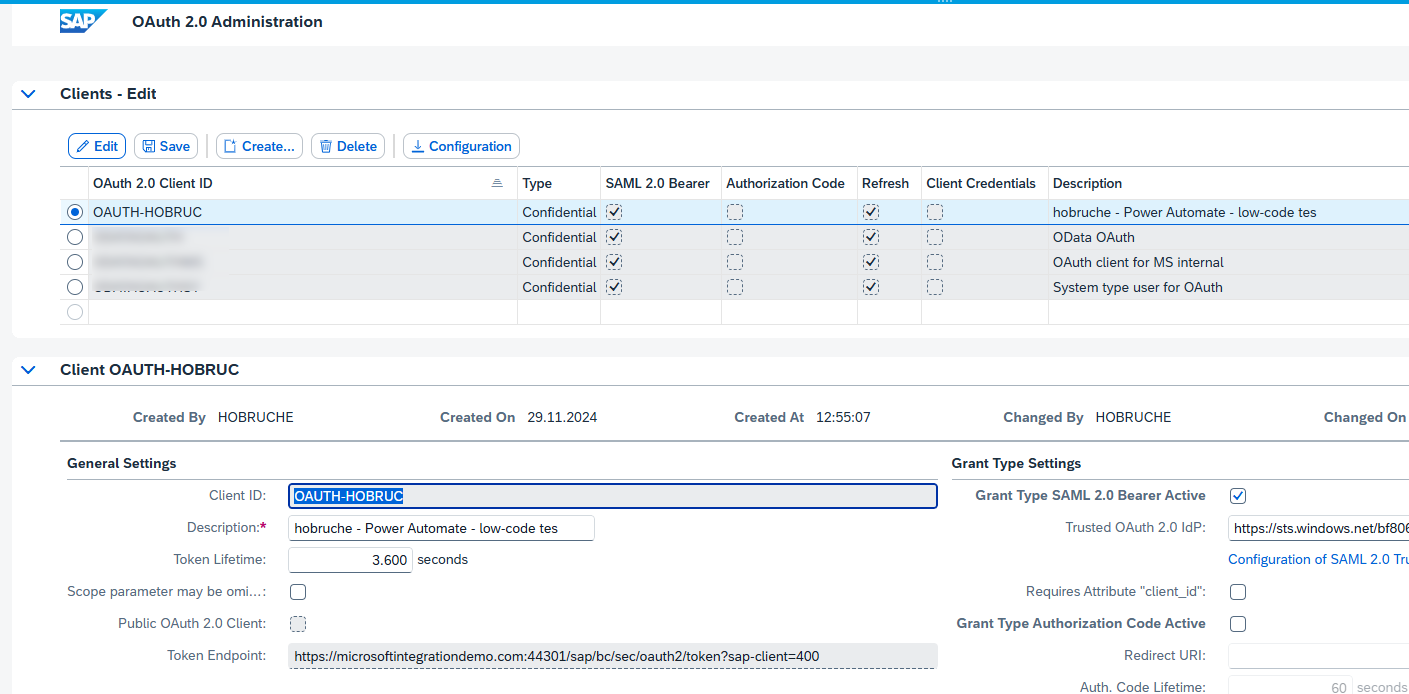 SAP OAuth 2.0 Administration
Clients - Edit
Edit Save Create... Delete Configuration
OAuth 2.0 Client ID Type SAML 2.0 Bearer Authorization Code Refresh Client Credentials Description
OAUTH-HOBRUC Confidential hobruche - Power Automate - low-code tes
Confidential OData OAuth
Confidential OAuth client for MS internal
Confidential System type user for OAuth
Client OAUTH-HOBRUC
Created By HOBRUCHE Created On 29.11.2024 Created At 12:55:07 Changed By HOBRUCHE Changed On
General Settings Grant Type Settings
Client ID: OAUTH-HOBRUC Grant Type SAML 2.0 Bearer Active
Description:* hobruche - Power Automate - low-code tes Trusted OAuth 2.0 IdP: https://sts.windows.net/bf806
Token Lifetime: 3.600 seconds Configuration of SAML 2.0 Tru
Scope parameter may be omi...: Requires Attribute "client_id":
Public OAuth 2.0 Client: Grant Type Authorization Code Active
Token Endpoint: https://microsoftintegrationdemo.com:44301/sap/bc/sec/oauth2/token?sap-client=400 Redirect URI:
Auth. Code Lifetime: 60 seconds